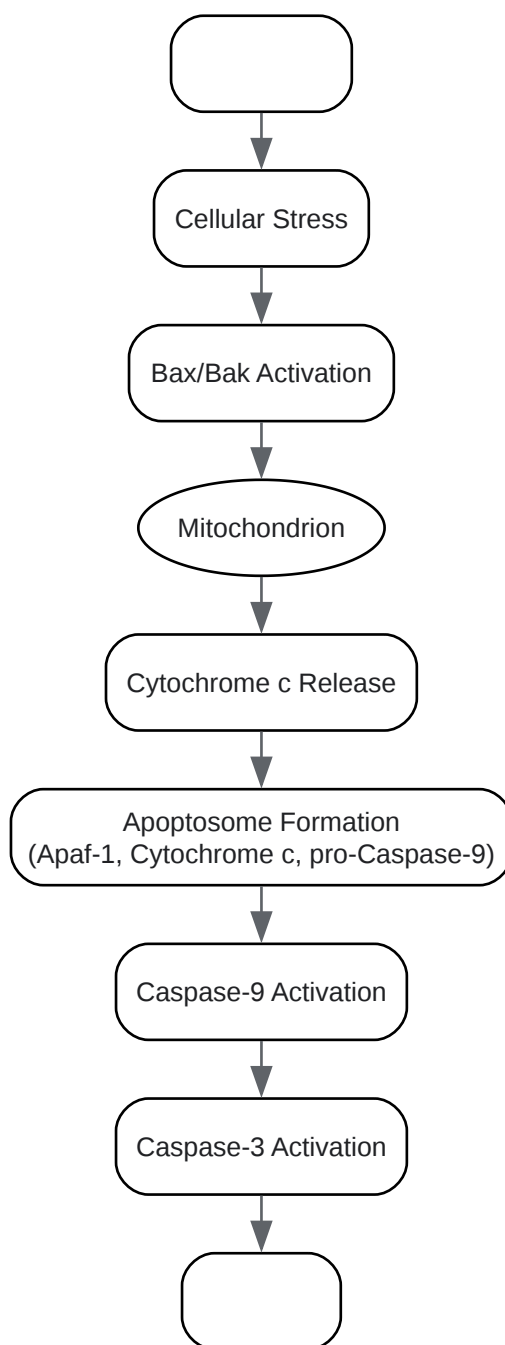 Cellular Stress
Bax/Bak Activation
Mitochondrion
Cytochrome c Release
Apoptosome Formation
(Apaf-1, Cytochrome c, pro-Caspase-9)
Caspase-9 Activation
Caspase-3 Activation